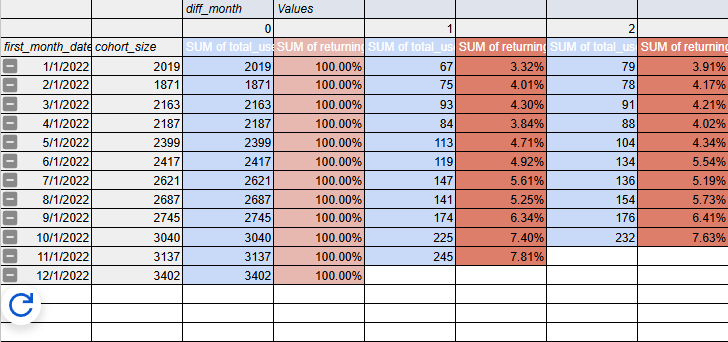 diff_month Values
0 1 2
first_month_date cohort_size SUM of total_use SUM of returning SUM of total_us SUM of returning SUM of total_us SUM of returning
1/1/2022 2019 2019 100.00% 67 3.32% 79 3.91%
2/1/2022 1871 1871 100.00% 75 4.01% 78 4.17%
3/1/2022 2163 2163 100.00% 93 4.30% 91 4.21%
4/1/2022 2187 2187 100.00% 84 3.84% 88 4.02%
5/1/2022 2399 2399 100.00% 113 4.71% 104 4.34%
6/1/2022 2417 2417 100.00% 119 4.92% 134 5.54%
7/1/2022 2621 2621 100.00% 147 5.61% 136 5.19%
8/1/2022 2687 2687 100.00% 141 5.25% 154 5.73%
9/1/2022 2745 2745 100.00% 174 6.34% 176 6.41%
10/1/2022 3040 3040 100.00% 225 7.40% 232 7.63%
11/1/2022 3137 3137 100.00% 245 7.81%
12/1/2022 3402 3402 100.00%